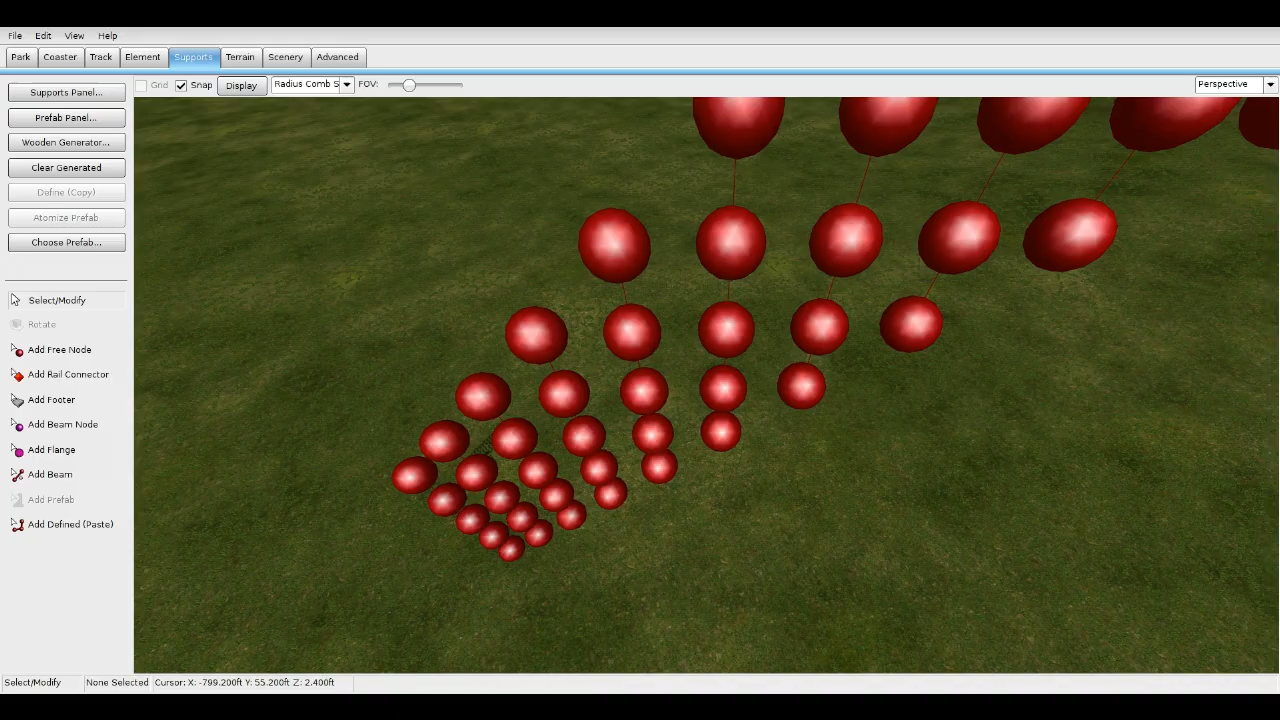 File Edit View Help
Park Coaster Track Element Supports Terrain Scenery Advanced
Grid Snap Display Radius Comb S FOV: Perspective
Supports Panel...
Prefab Panel...
Wooden Generator...
Clear Generated
Define (Copy)
Atomize Prefab
Choose Prefab...
Select/Modify
Rotate
Add Free Node
Add Rail Connector
Add Footer
Add Beam Node
Add Flange
Add Beam
Add Prefab
Add Defined (Paste)
Select/Modify None Selected Cursor: X: -799.200ft Y: 55.200ft Z: 2.400ft